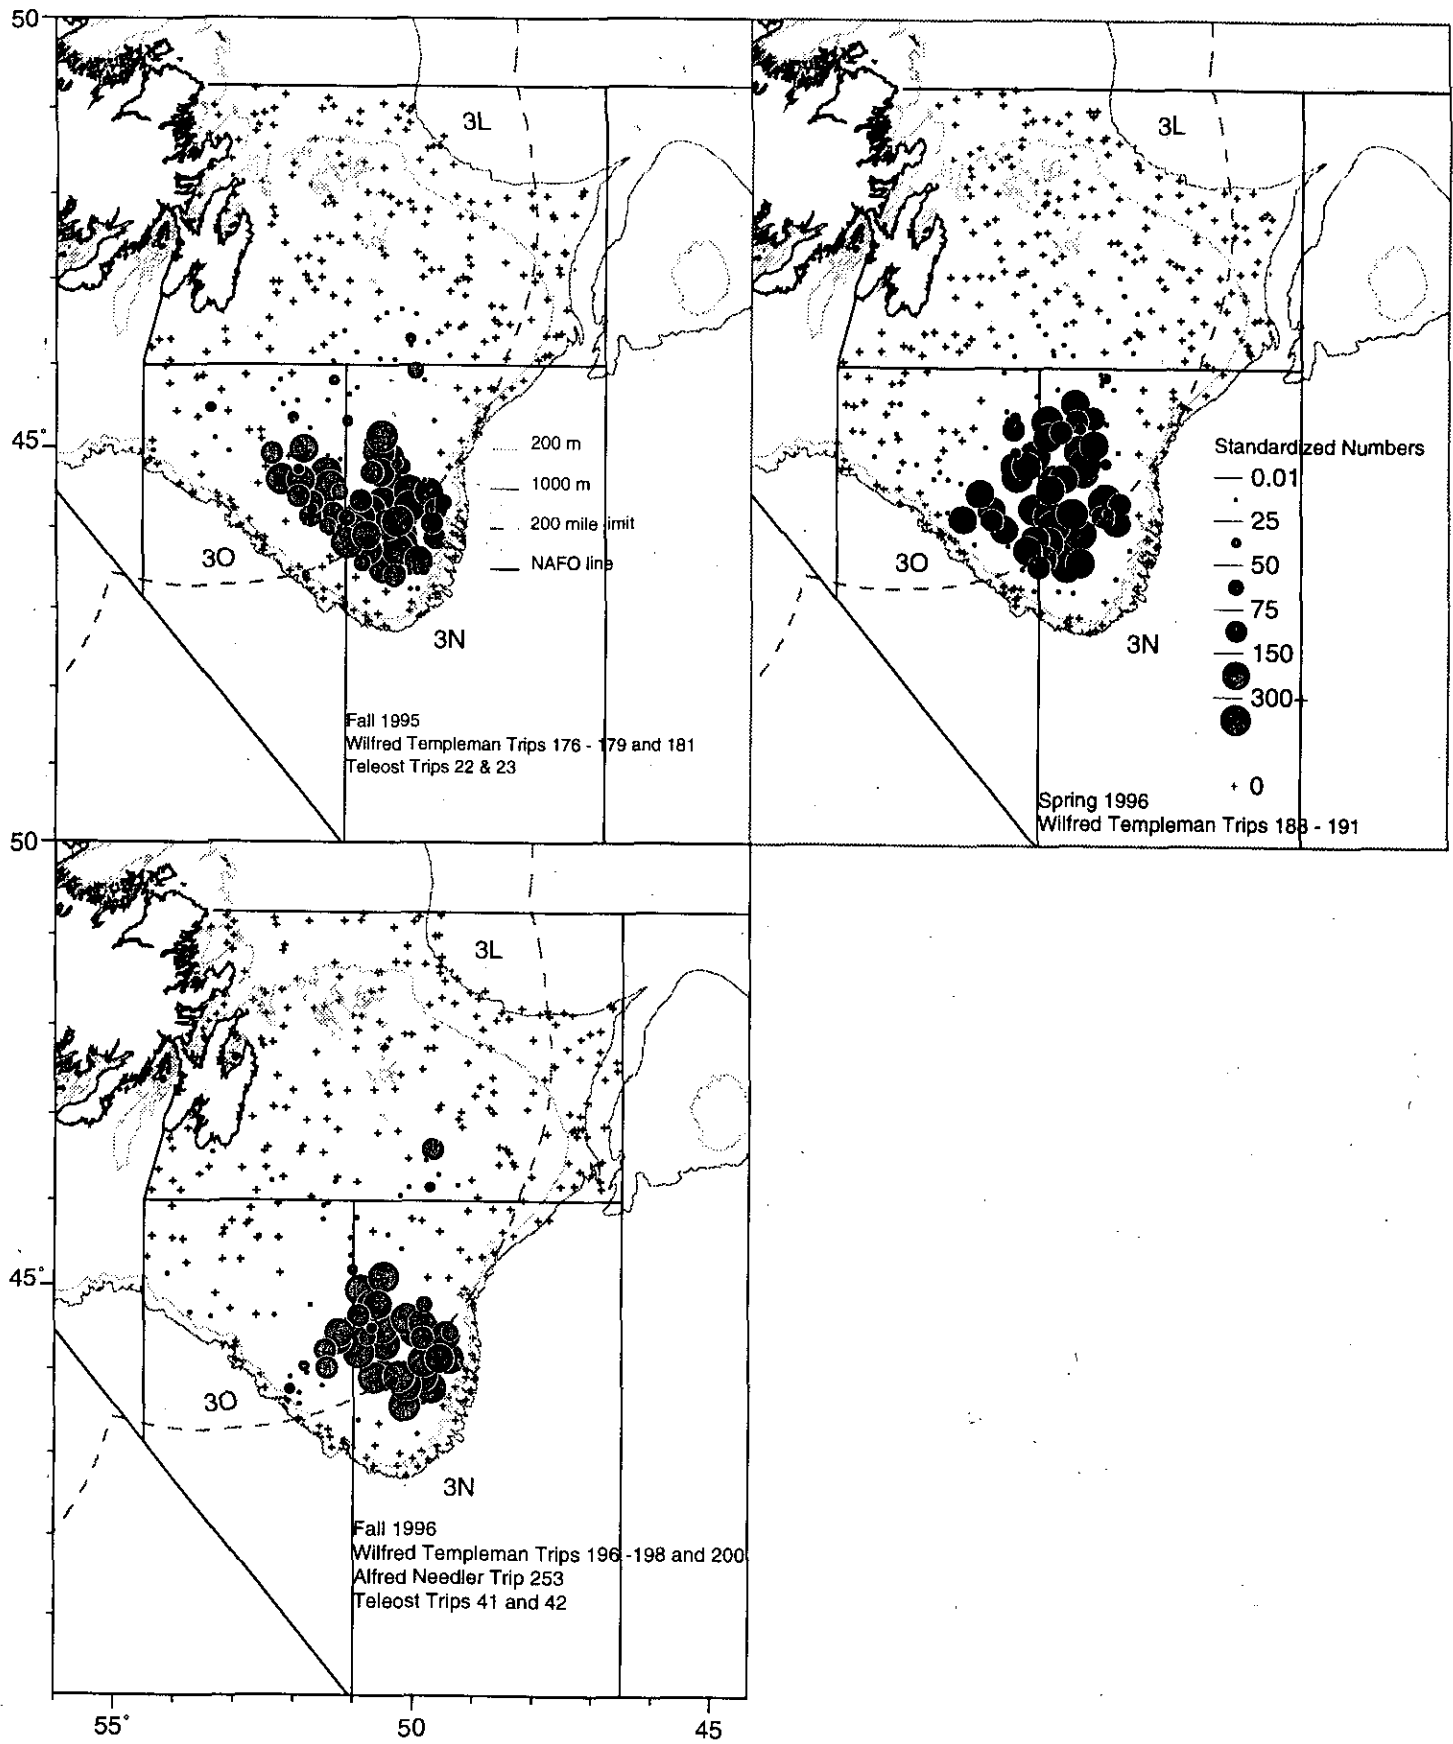 50
3L
45°
200 m
1000 m
200 mile limit
NAFO line
3O
3N
Fall 1995
Wilfred Templeman Trips 176 - 179 and 181
Teleost Trips 22 & 23
3L
Standardized Numbers
0.01
25
50
75
150
300+
+ 0
3O
3N
Spring 1996
Wilfred Templeman Trips 188 - 191
50
3L
45°
3O
3N
Fall 1996
Wilfred Templeman Trips 196 -198 and 200
Alfred Needler Trip 253
Teleost Trips 41 and 42
55°
50
45